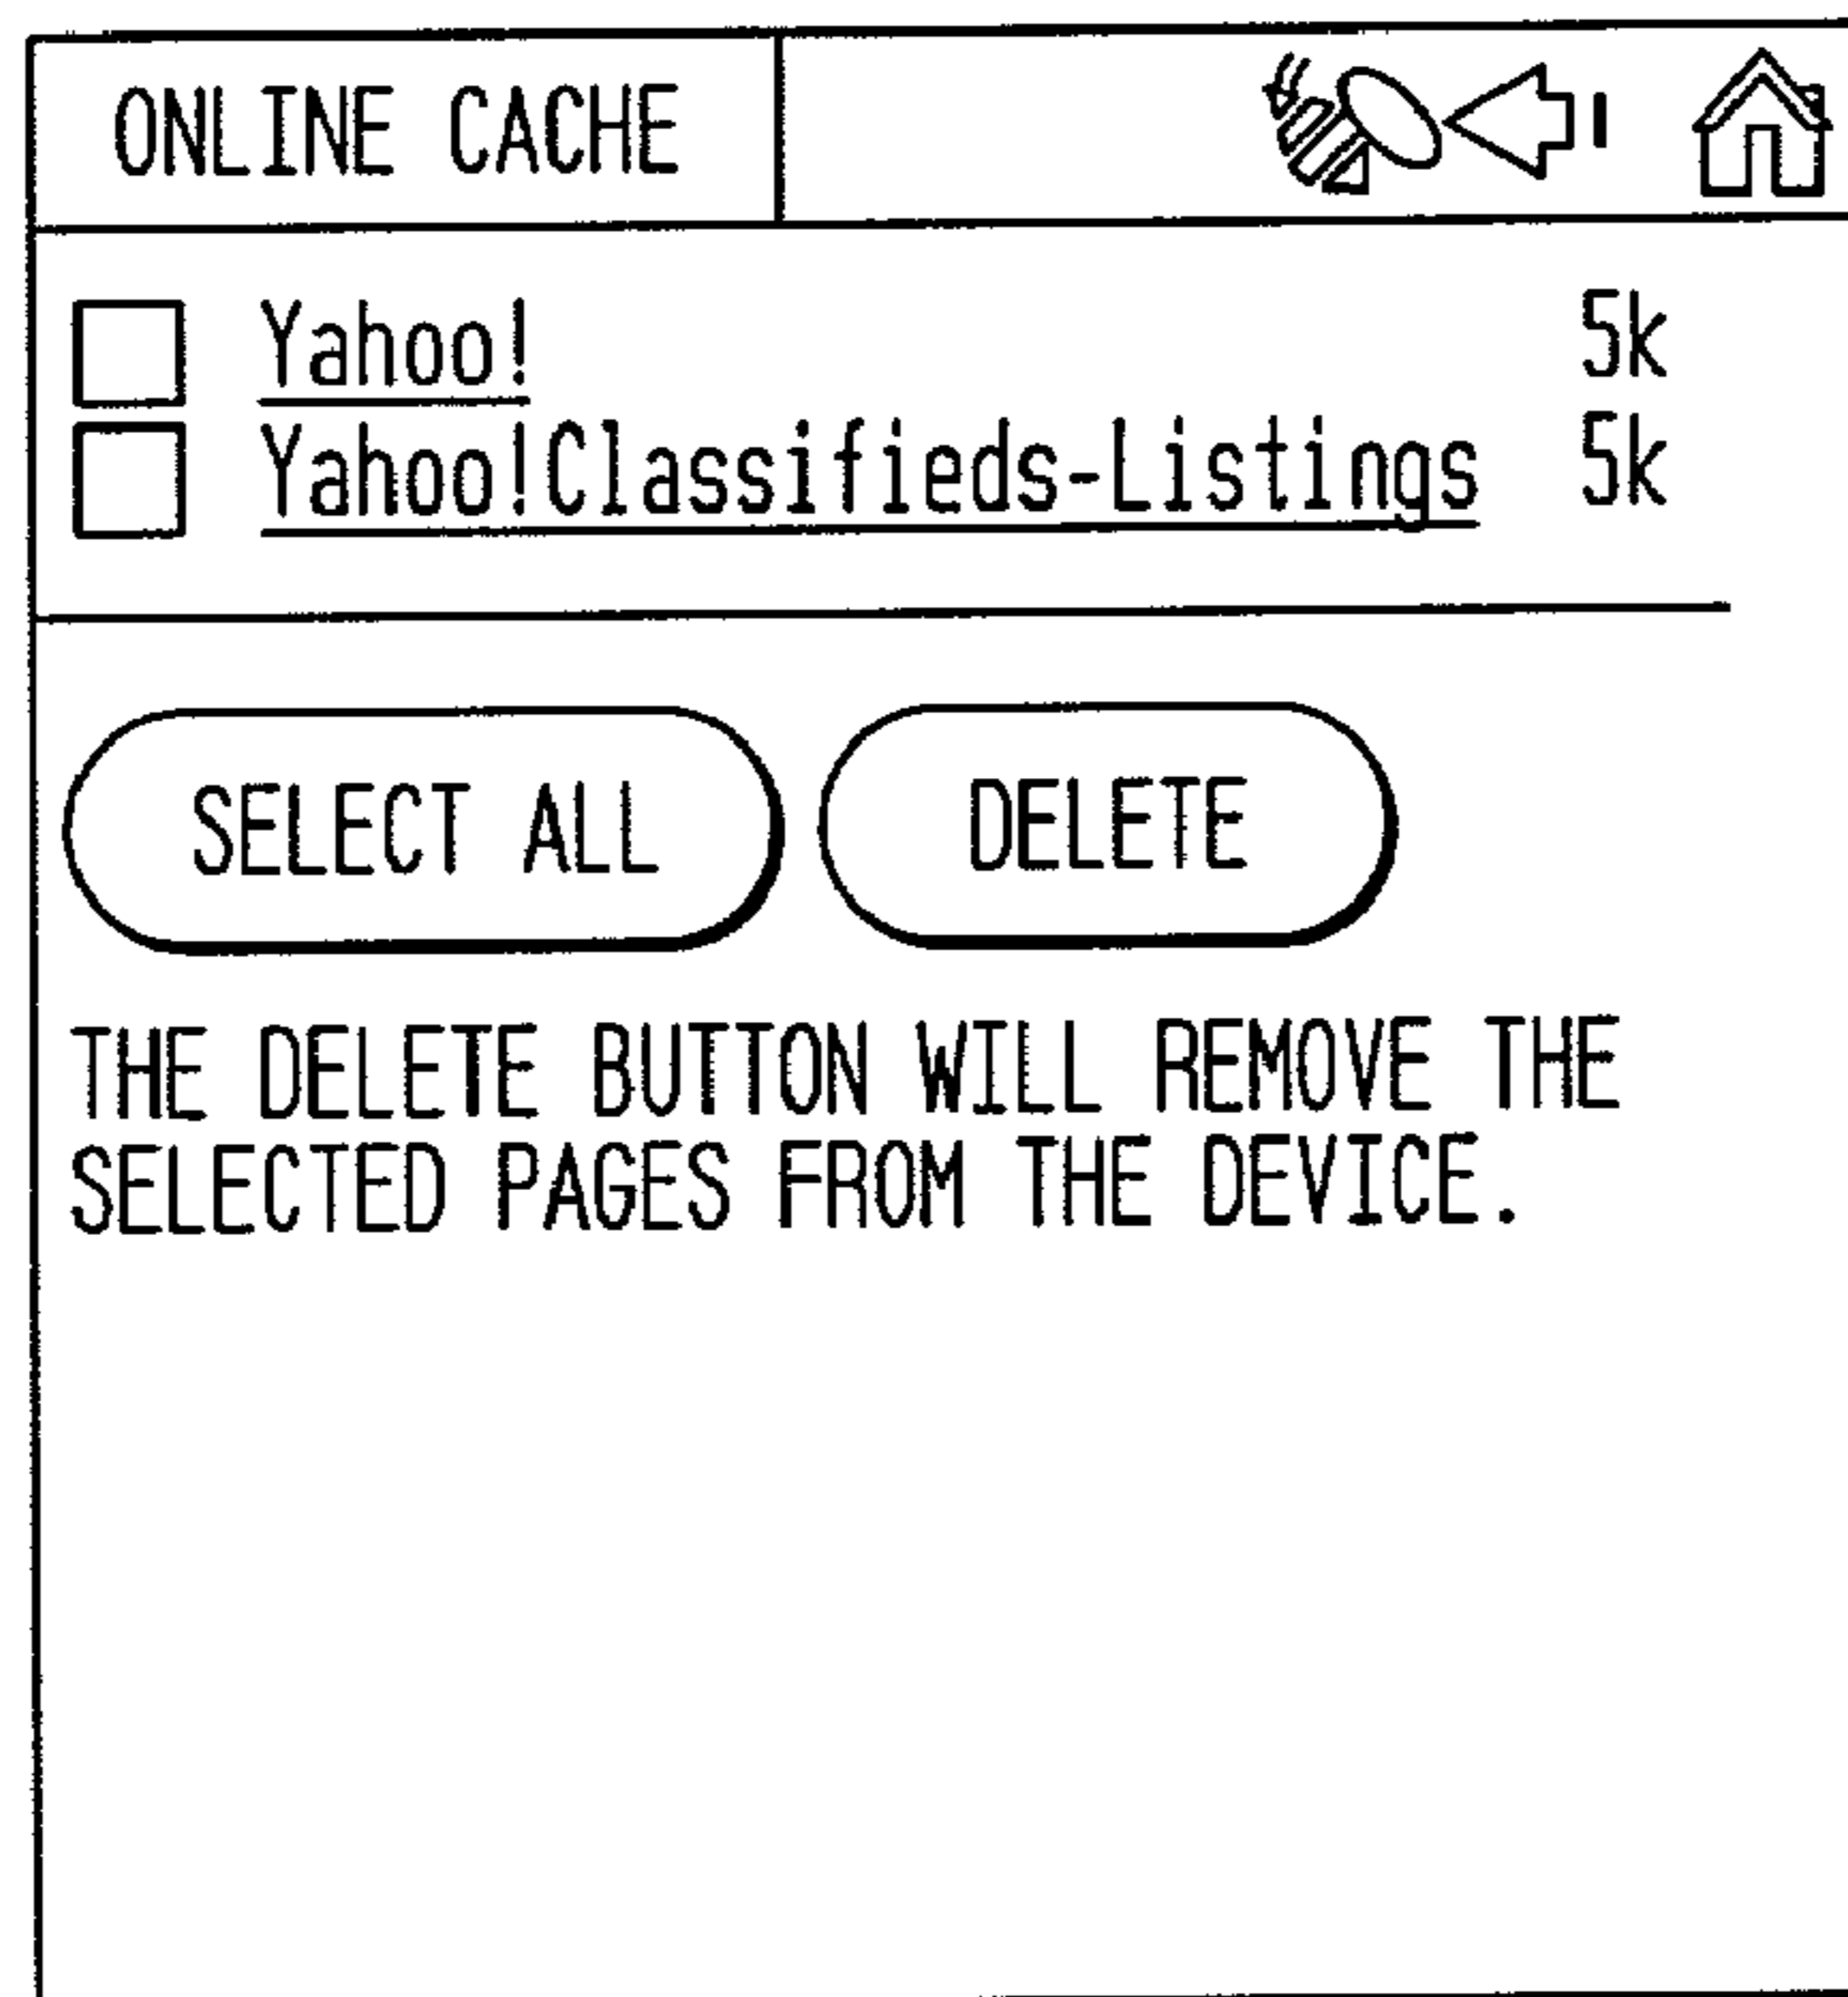 ONLINE CACHE
Yahoo! 5k
Yahoo!Classifieds-Listings 5k
SELECT ALL DELETE
THE DELETE BUTTON WILL REMOVE THE
SELECTED PAGES FROM THE DEVICE.